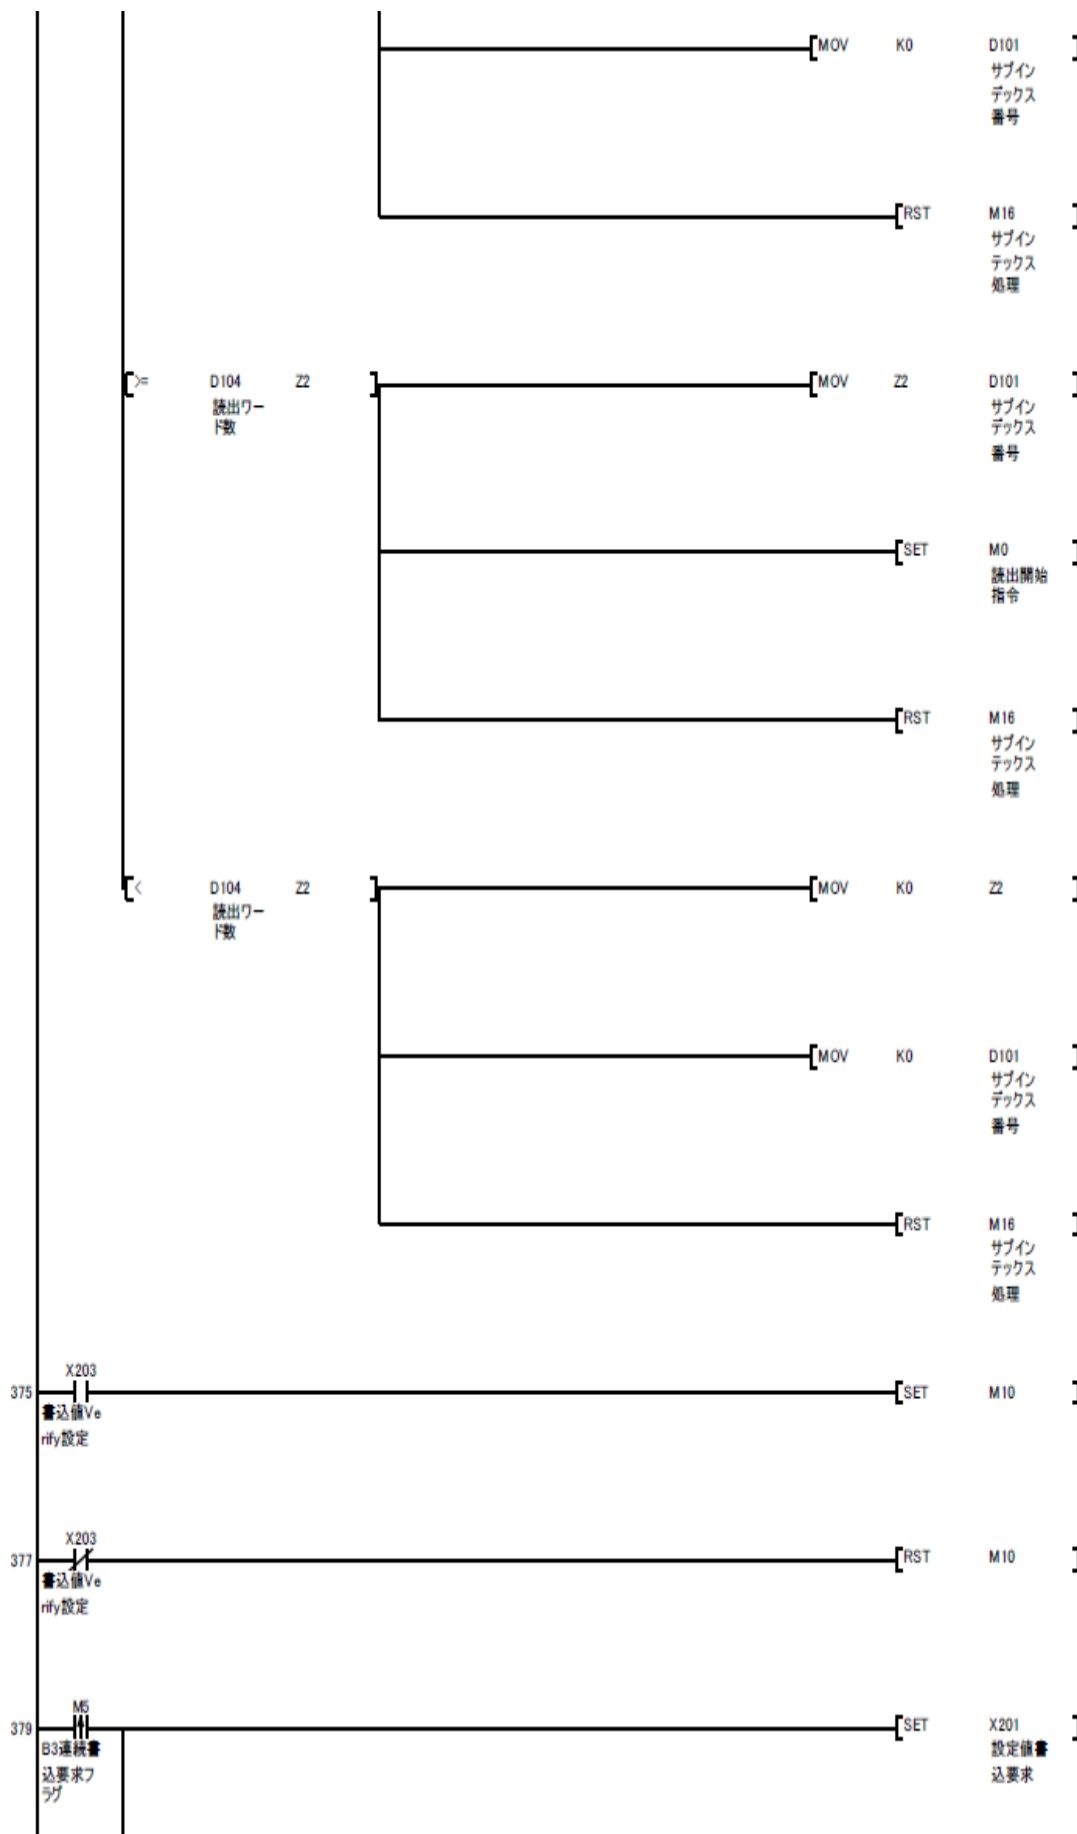 MOV K0 D101
サブイン
デックス
番号
RST M16
サブイン
デックス
処理
>= D104 Z2 MOV Z2 D101
読出ワー
ド数
サブイン
デックス
番号
SET M0
読出開始
指令
RST M16
サブイン
デックス
処理
< D104 Z2 MOV K0 Z2
読出ワー
ド数
MOV K0 D101
サブイン
デックス
番号
RST M16
サブイン
デックス
処理
X203
375 SET M10
書込値Ve
rify設定
X203
377 RST M10
書込値Ve
rify設定
M5
379 SET X201
B3連続書
込要求フ
ラグ
設定値書
込要求